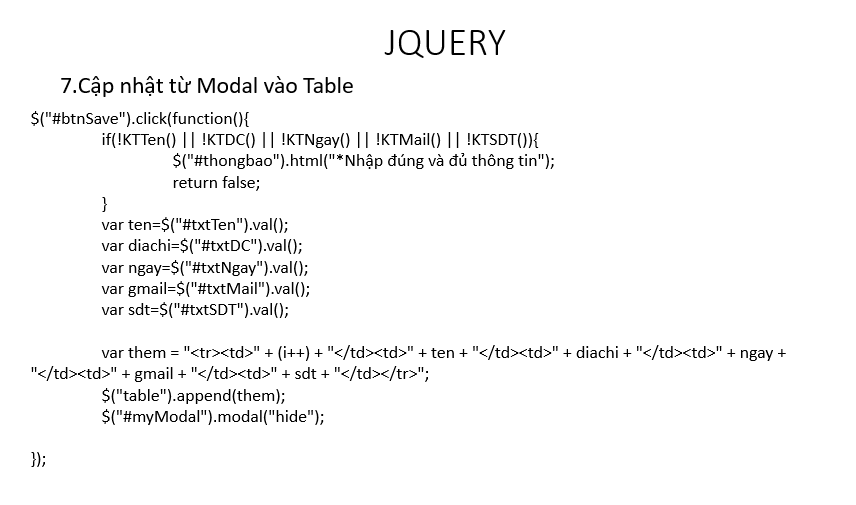 JQUERY
7.Cập nhật từ Modal vào Table
$("#btnSave").click(function(){
if(!KTTen() || !KTDC() || !KTNgay() || !KTMail() || !KTSDT()){
$("#thongbao").html("*Nhập đúng và đủ thông tin");
return false;
}
var ten=$("#txtTen").val();
var diachi=$("#txtDC").val();
var ngay=$("#txtNgay").val();
var gmail=$("#txtMail").val();
var sdt=$("#txtSDT").val();
var them = "<tr><td>" + (i++) + "</td><td>" + ten + "</td><td>" + diachi + "</td><td>" + ngay +
"</td><td>" + gmail + "</td><td>" + sdt + "</td></tr>";
$("table").append(them);
$("#myModal").modal("hide");
});